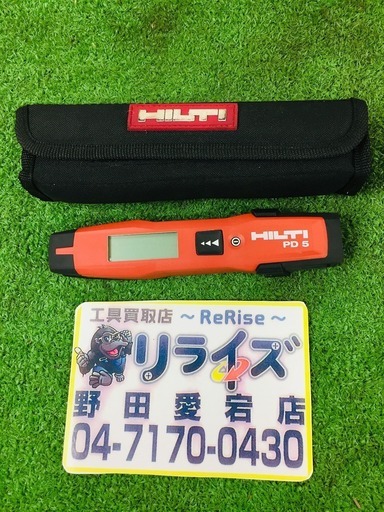 HILTI
HILTI
PD 5
工具買取店 ～ReRise～
リライズ
野田愛宕店
04-7170-0430